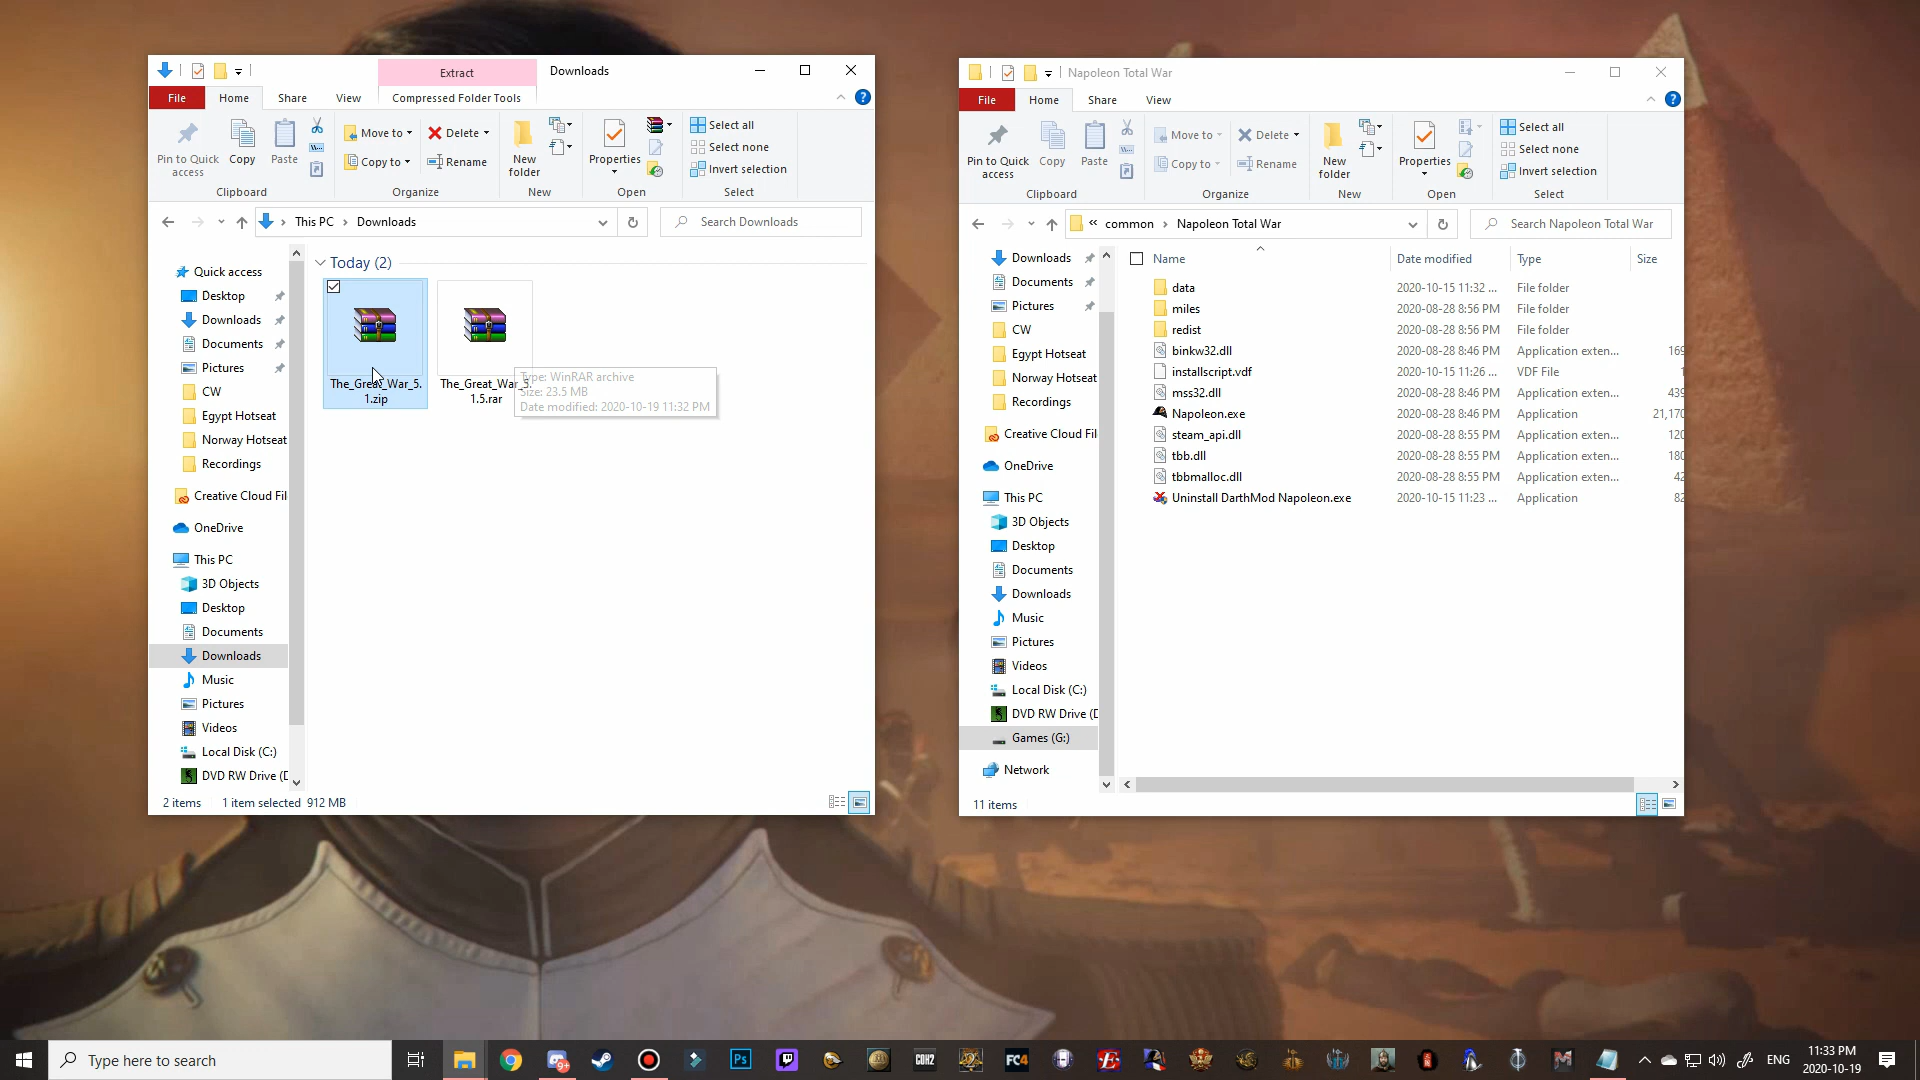 Extract
Downloads
File
Home
Share
View
Compressed Folder Tools
Pin to Quick
access
Copy
Paste
Move to
Copy to
Delete
Rename
New
folder
Properties
Select all
Select none
Invert selection
Clipboard
Organize
New
Open
Select
This PC
Downloads
Search Downloads
Quick access
Desktop
Downloads
Documents
Pictures
CW
Egypt Hotseat
Norway Hotseat
Recordings
Creative Cloud Fil
OneDrive
This PC
3D Objects
Desktop
Documents
Downloads
Music
Pictures
Videos
Local Disk (C:)
DVD RW Drive (D
Today (2)
The_Great_War_5.
1.zip
The_Great_War_5.
1.5.rar
Type: WinRAR archive
Size: 23.5 MB
Date modified: 2020-10-19 11:32 PM
2 items
1 item selected 912 MB
Napoleon Total War
File
Home
Share
View
Pin to Quick
access
Copy
Paste
Move to
Copy to
Delete
Rename
New
folder
Properties
Select all
Select none
Invert selection
Clipboard
Organize
New
Open
Select
« common
Napoleon Total War
Search Napoleon Total War
Downloads
Documents
Pictures
CW
Egypt Hotseat
Norway Hotseat
Recordings
Creative Cloud Fil
OneDrive
This PC
3D Objects
Desktop
Documents
Downloads
Music
Pictures
Videos
Local Disk (C:)
DVD RW Drive (D
Games (G:)
Network
Name Date modified Type Size
data 2020-10-15 11:32 ... File folder
miles 2020-08-28 8:56 PM File folder
redist 2020-08-28 8:56 PM File folder
binkw32.dll 2020-08-28 8:46 PM Application exten... 169
installscript.vdf 2020-10-15 11:26 ... VDF File 1
mss32.dll 2020-08-28 8:46 PM Application exten... 439
Napoleon.exe 2020-08-28 8:46 PM Application 21,170
steam_api.dll 2020-08-28 8:55 PM Application exten... 120
tbb.dll 2020-08-28 8:55 PM Application exten... 180
tbbmalloc.dll 2020-08-28 8:55 PM Application exten... 42
Uninstall DarthMod Napoleon.exe 2020-10-15 11:23 ... Application 82
11 items
Type here to search
9+
Ps
COH2
FC4
ENG
11:33 PM
2020-10-19